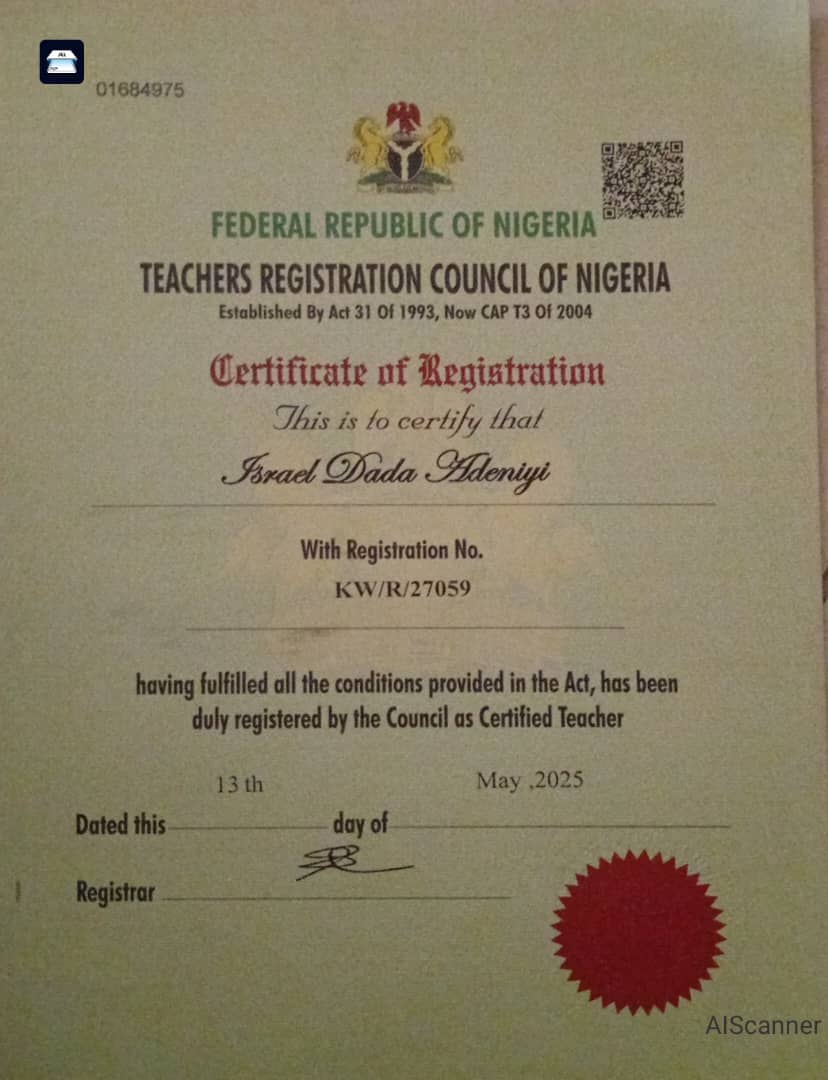 01684975
FEDERAL REPUBLIC OF NIGERIA
TEACHERS REGISTRATION COUNCIL OF NIGERIA
Established By Act 31 Of 1993, Now CAP T3 Of 2004
Certificate of Registration
This is to certify that
Israel Dada Adeniyi
With Registration No.
KW/R/27059
having fulfilled all the conditions provided in the Act, has been
duly registered by the Council as Certified Teacher
13 th May ,2025
Dated this day of
Registrar
AIScanner